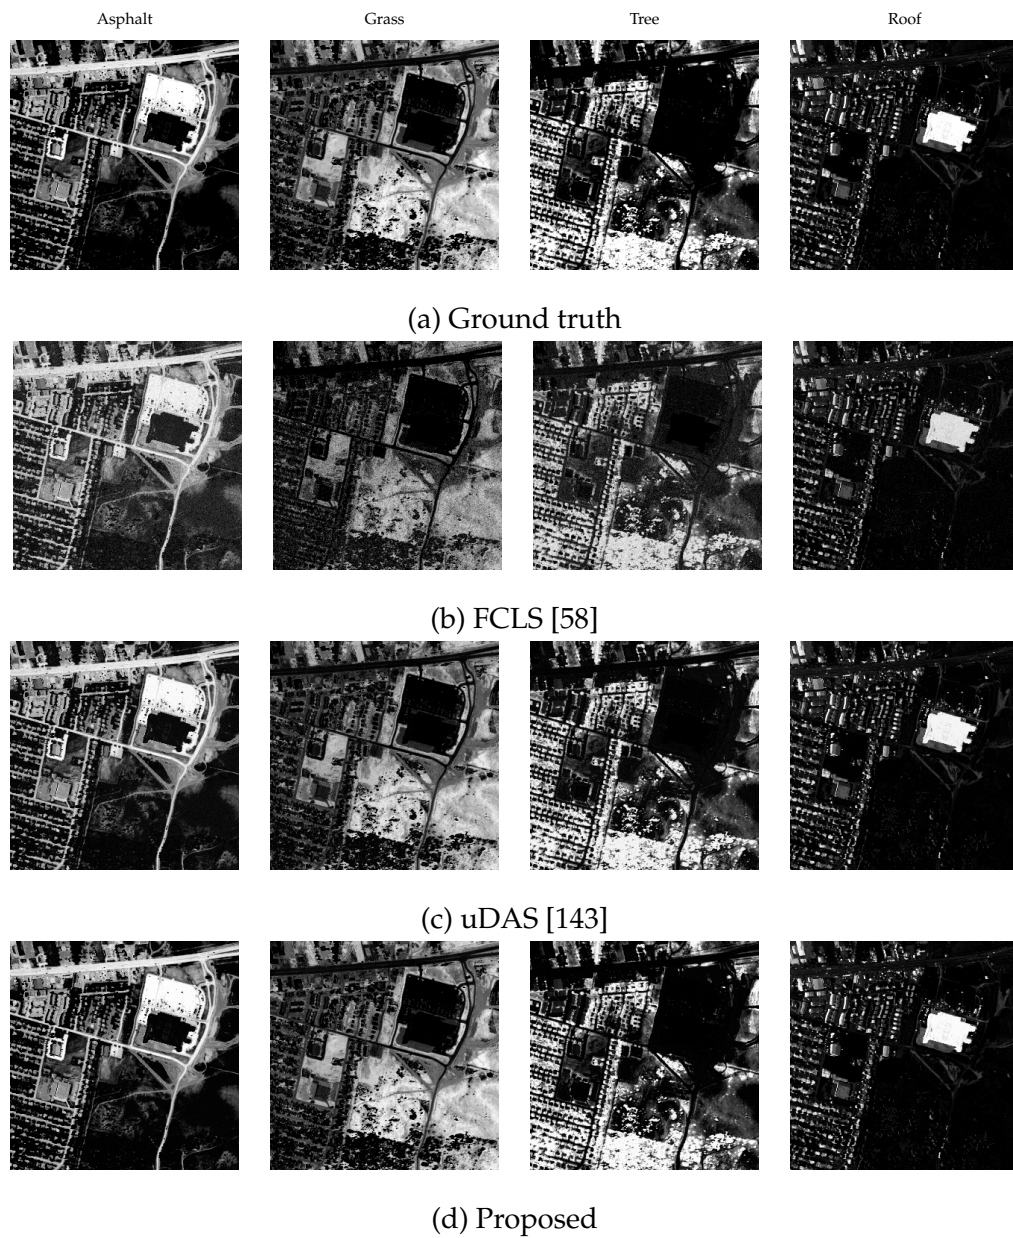 Asphalt Grass Tree Roof
(a) Ground truth
(b) FCLS [58]
(c) uDAS [143]
(d) Proposed